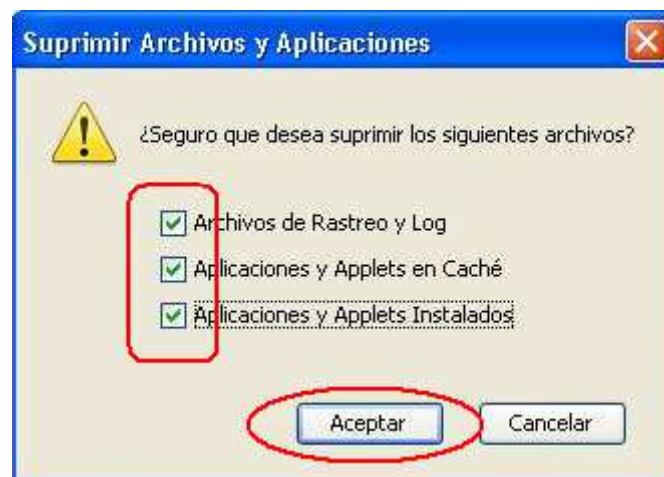 Suprimir Archivos y Aplicaciones
¿Seguro que desea suprimir los siguientes archivos?
Archivos de Rastreo y Log
Aplicaciones y Applets en Caché
Aplicaciones y Applets Instalados
Aceptar
Cancelar